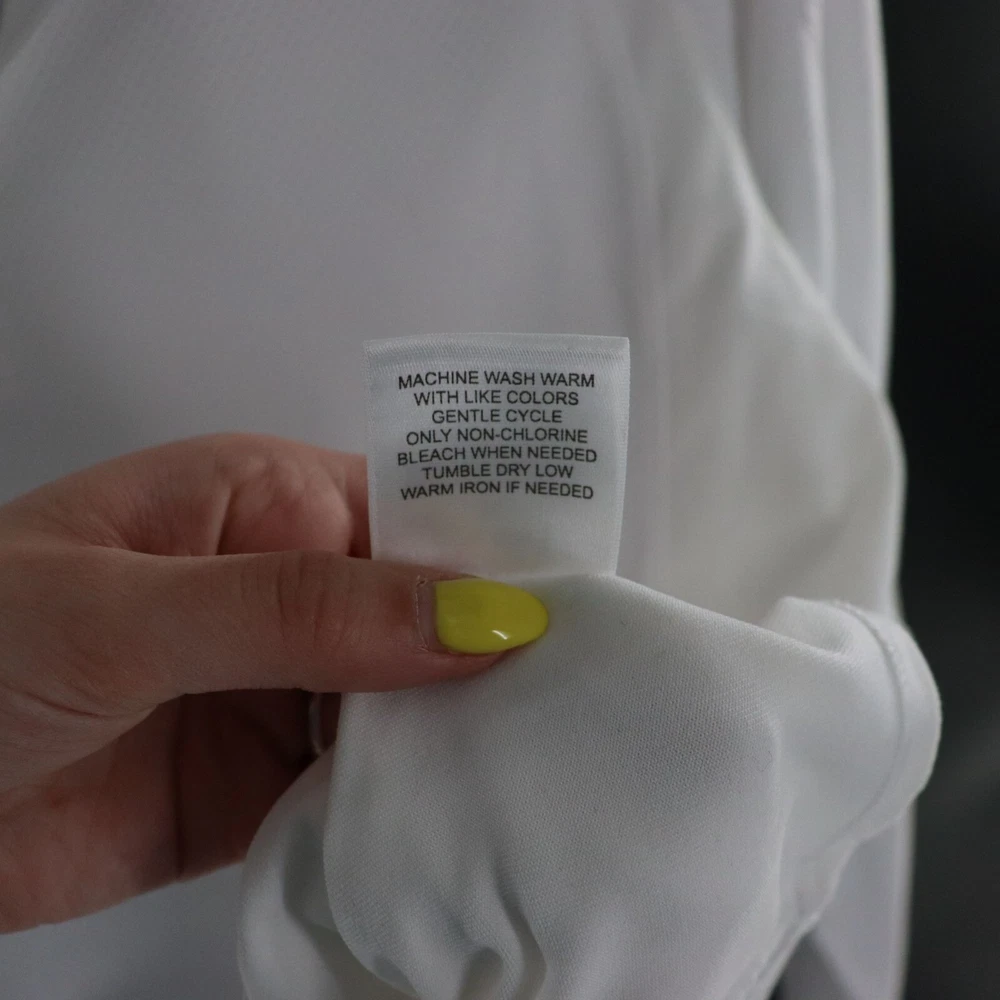 MACHINE WASH WARM
WITH LIKE COLORS
GENTLE CYCLE
ONLY NON-CHLORINE
BLEACH WHEN NEEDED
TUMBLE DRY LOW
WARM IRON IF NEEDED